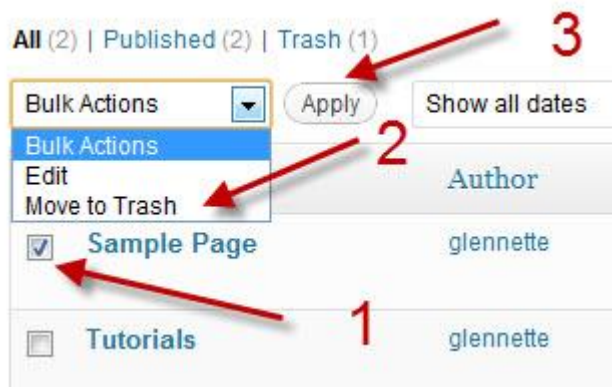 All (2) | Published (2) | Trash (1)
3
Bulk Actions Apply Show all dates
2
Bulk Actions
Edit
Author
Move to Trash
Sample Page glennette
1
Tutorials glennette